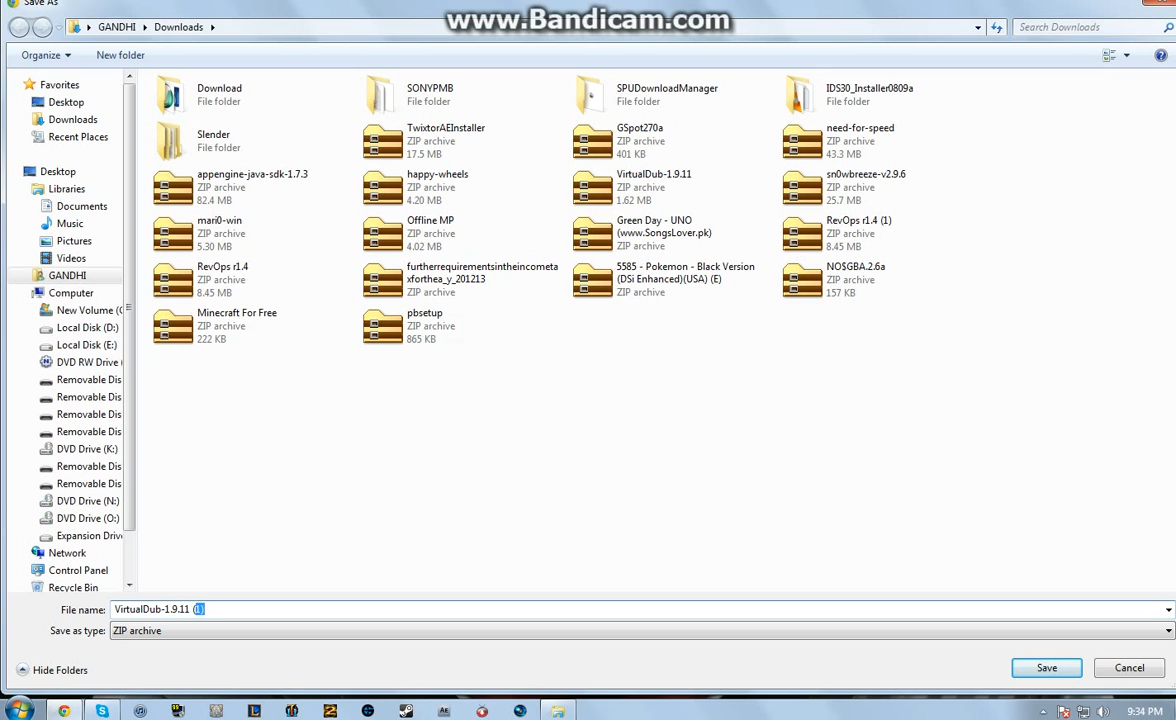 Save As
www.Bandicam.com
GANDHI
Downloads
Search Downloads
Organize
New folder
Favorites
Desktop
Downloads
Recent Places
Desktop
Libraries
Documents
Music
Pictures
Videos
GANDHI
Computer
New Volume (
Local Disk (D:)
Local Disk (E:)
DVD RW Drive
Removable Dis
Removable Dis
Removable Dis
Removable Dis
DVD Drive (K:)
Removable Dis
Removable Dis
DVD Drive (N:)
DVD Drive (O:)
Expansion Driv
Network
Control Panel
Recycle Bin
Download
File folder
SONYPMB
File folder
SPUDownloadManager
File folder
IDS30_Installer0809a
File folder
Slender
File folder
TwixtorAEInstaller
ZIP archive
17.5 MB
GSpot270a
ZIP archive
401 KB
need-for-speed
ZIP archive
43.3 MB
appengine-java-sdk-1.7.3
ZIP archive
82.4 MB
happy-wheels
ZIP archive
4.20 MB
VirtualDub-1.9.11
ZIP archive
1.62 MB
sn0wbreeze-v2.9.6
ZIP archive
25.7 MB
mari0-win
ZIP archive
5.30 MB
Offline MP
ZIP archive
4.02 MB
Green Day - UNO
(www.SongsLover.pk)
ZIP archive
RevOps r1.4 (1)
ZIP archive
8.45 MB
RevOps r1.4
ZIP archive
8.45 MB
furtherrequirementsintheincometa
xforthea_y_201213
ZIP archive
5585 - Pokemon - Black Version
(DSi Enhanced)(USA) (E)
ZIP archive
NO$GBA.2.6a
ZIP archive
157 KB
Minecraft For Free
ZIP archive
222 KB
pbsetup
ZIP archive
865 KB
File name: VirtualDub-1.9.11 (1)
Save as type: ZIP archive
Hide Folders
Save
Cancel
9:34 PM